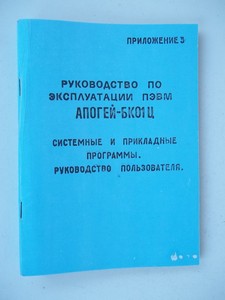 ПРИЛОЖЕНИЕ 3
РУКОВОДСТВО ПО
ЭКСПЛУАТАЦИИ ПЭВМ
АПОГЕЙ-БК01Ц
СИСТЕМНЫЕ И ПРИКЛАДНЫЕ
ПРОГРАММЫ.
РУКОВОДСТВО ПОЛЬЗОВАТЕЛЯ.